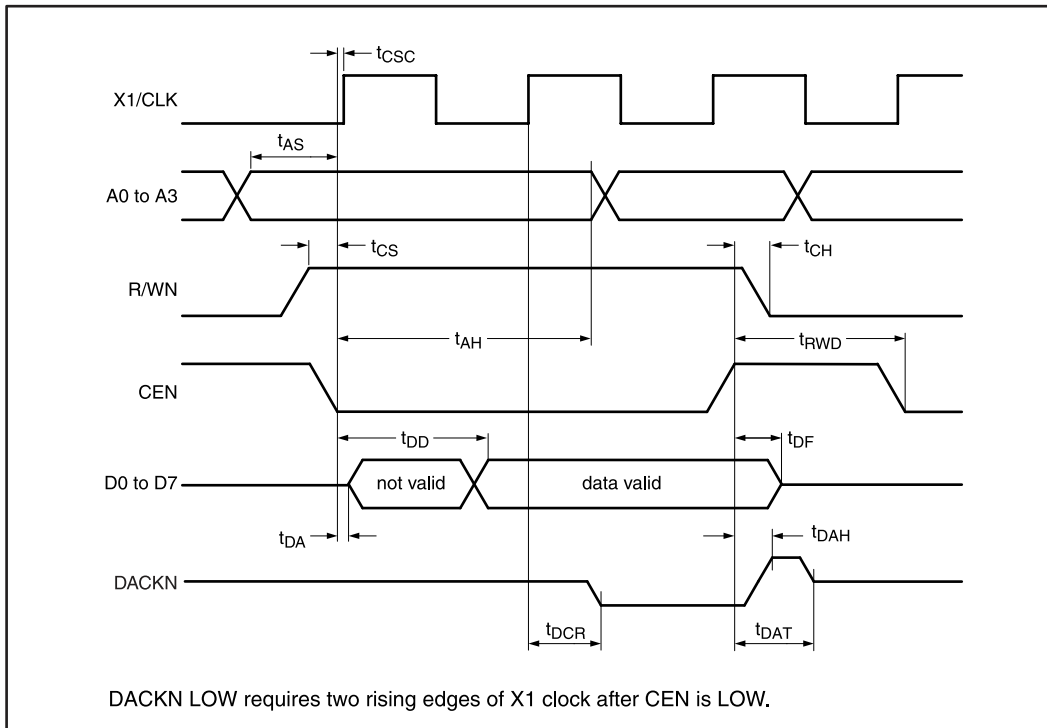 tCSC
X1/CLK
tAS
A0 to A3
tCS
tCH
R/WN
tAH
tRWD
CEN
tDD
tDF
D0 to D7
not valid
data valid
tDA
tDAH
DACKN
tDCR
tDAT
DACKN LOW requires two rising edges of X1 clock after CEN is LOW.